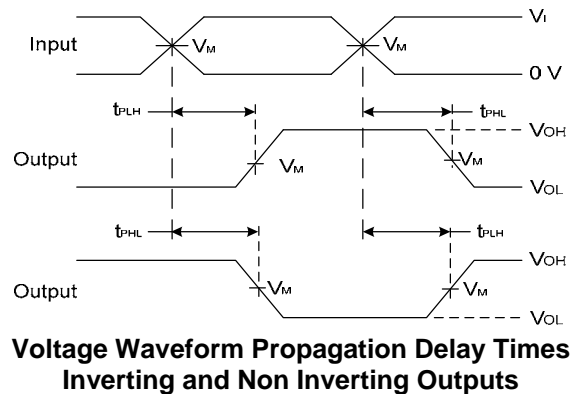 VI
Input VM VM
0 V
tPLH tPHL
VOH
Output VM VM
VOL
tPHL tPLH
VOH
Output VM VM
VOL
Voltage Waveform Propagation Delay Times
Inverting and Non Inverting Outputs